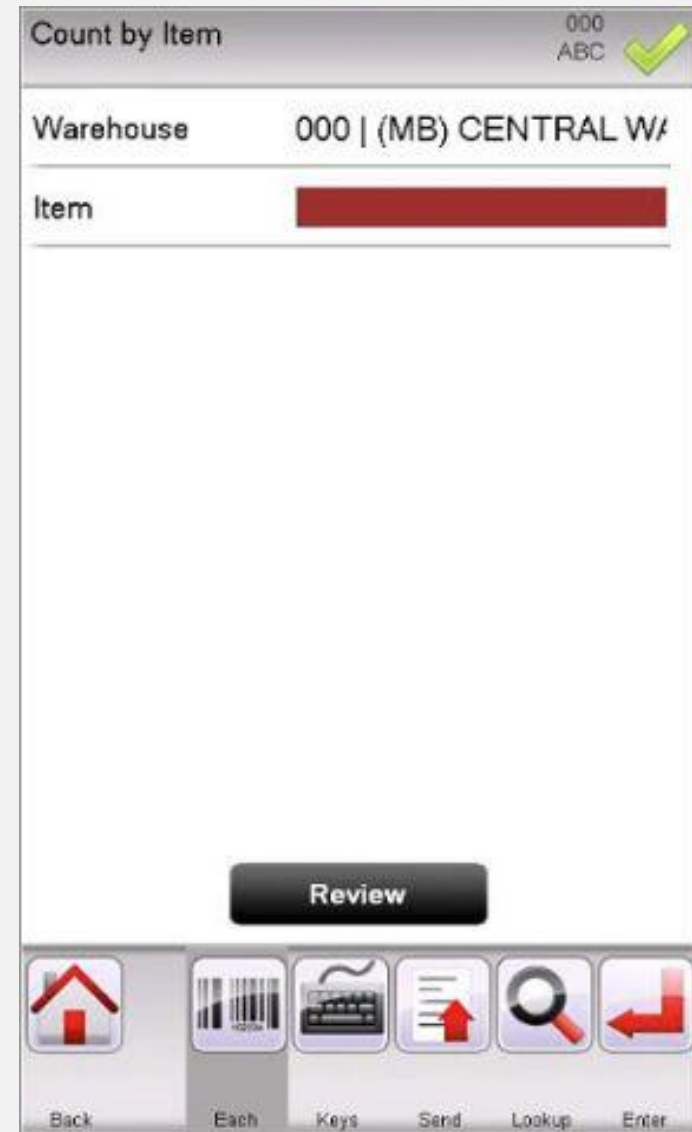 Count by Item
000
ABC
Warehouse
000 | (MB) CENTRAL WA
Item
Review
Back
Each
Keys
Send
Lookup
Enter